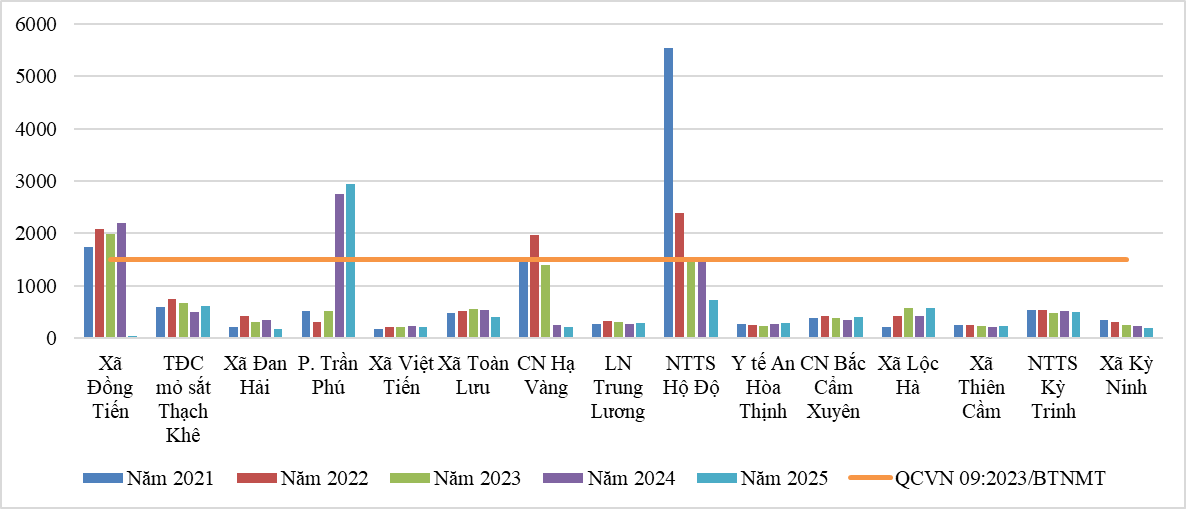 6000
5000
4000
3000
2000
1000
0
Xã Đồng Tiến
TĐC mỏ sắt Thạch Khê
Xã Đan Hải
P. Trần Phú
Xã Việt Tiến
Xã Toàn Lưu
CN Hạ Vàng
LN Trung Lương
NTTS Hộ Độ
Y tế An Hòa Thịnh
CN Bắc Cẩm Xuyên
Xã Lộc Hà
Xã Thiên Cầm
NTTS Kỳ Trinh
Xã Kỳ Ninh
Năm 2021
Năm 2022
Năm 2023
Năm 2024
Năm 2025
QCVN 09:2023/BTNMT